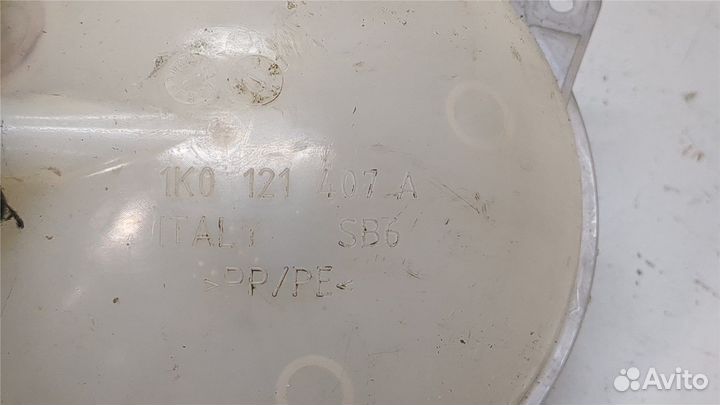 1K0 121 407 A
ITALY SB6
>PP/PE<
Avito